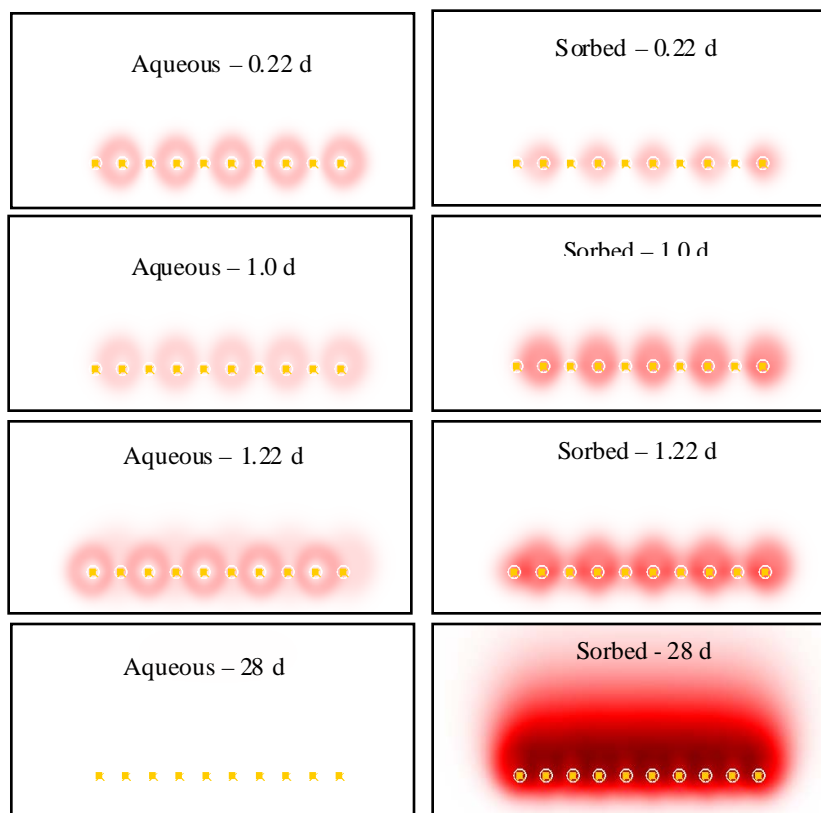 Aqueous – 0.22 d
Sorbed – 0.22 d
Aqueous – 1.0 d
Sorbed – 1.0 d
Aqueous – 1.22 d
Sorbed – 1.22 d
Aqueous – 28 d
Sorbed - 28 d